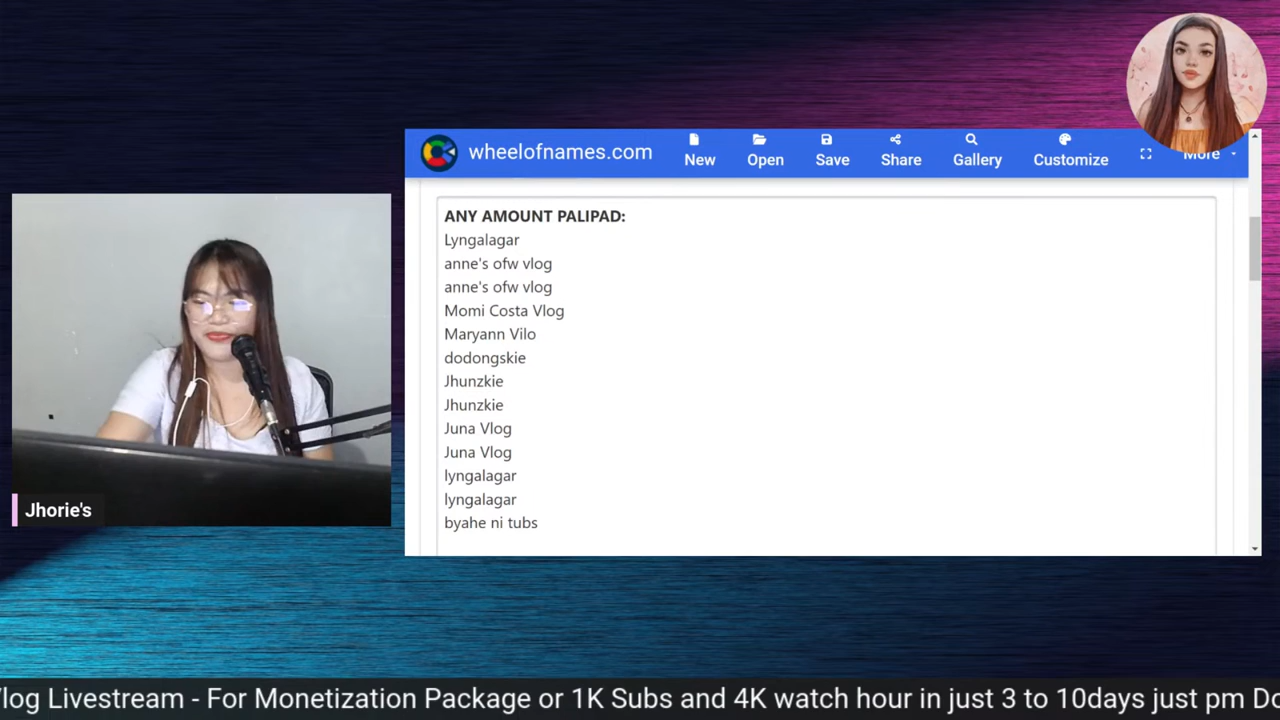 wheelofnames.com
New
Open
Save
Share
Gallery
Customize
More
ANY AMOUNT PALIPAD:
Lyngalagar
anne's ofw vlog
anne's ofw vlog
Momi Costa Vlog
Maryann Vilo
dodongskie
Jhunzkie
Jhunzkie
Juna Vlog
Juna Vlog
lyngalagar
lyngalagar
byahe ni tubs
Jhorie's
Vlog Livestream - For Monetization Package or 1K Subs and 4K watch hour in just 3 to 10days just pm Do